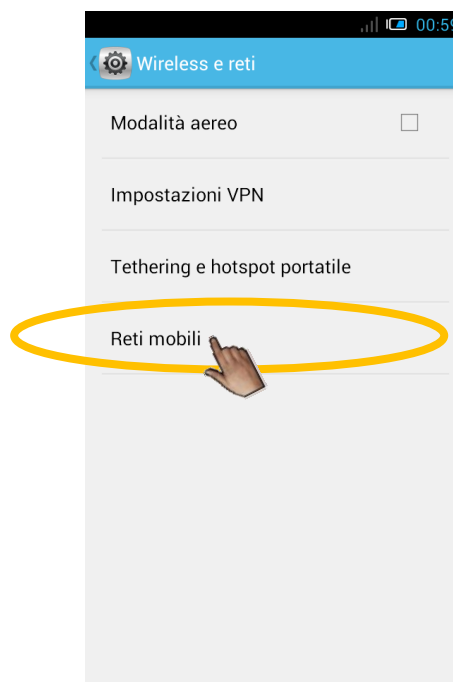 00:59
Wireless e reti
Modalità aereo
Impostazioni VPN
Tethering e hotspot portatile
Reti mobili